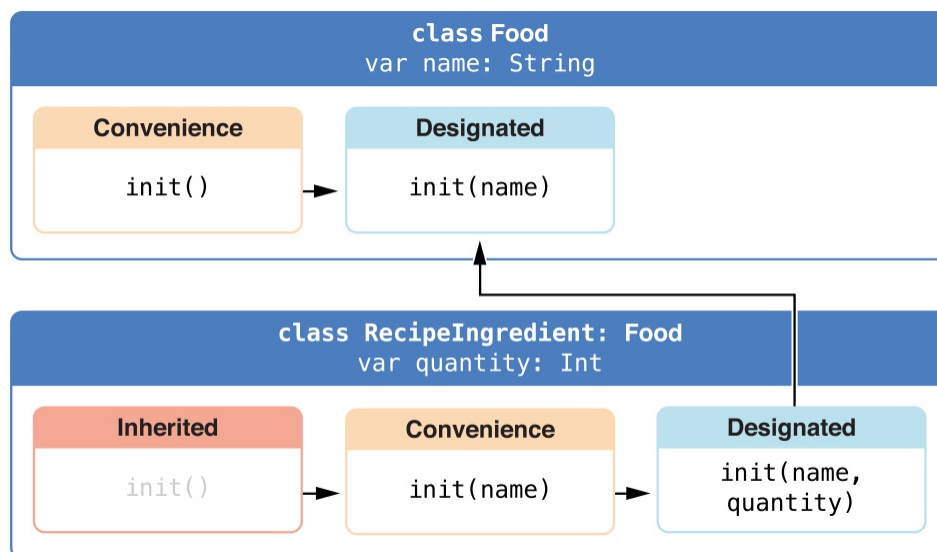 class Food
var name: String
Convenience
Designated
init()
init(name)
class RecipeIngredient: Food
var quantity: Int
Inherited
Convenience
Designated
init()
init(name)
init(name,
quantity)